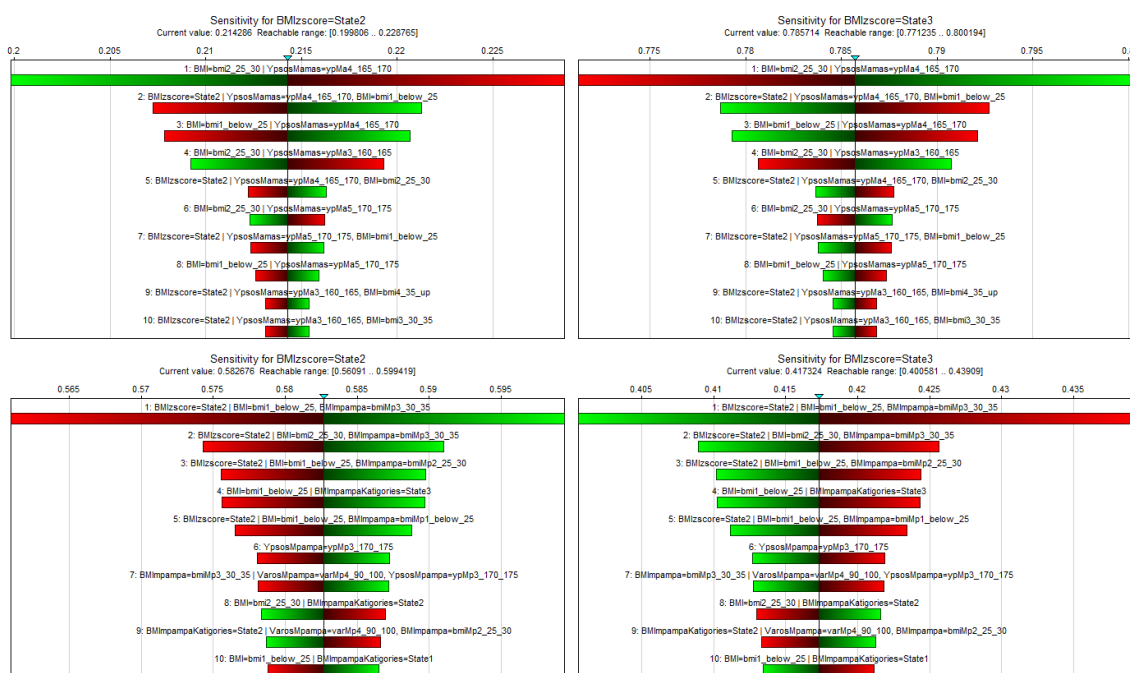 Sensitivity for BMIzscore=State2
Current value: 0.214286 Reachable range: [0.199806 .. 0.228765]
0.2 0.205 0.21 0.215 0.22 0.225
1: BMI=bmi2_25_30 | YpsosMamas=ypMa4_165_170
2: BMIzscore=State2 | YpsosMamas=ypMa4_165_170, BMI=bmi1_below_25
3: BMI=bmi1_below_25 | YpsosMamas=ypMa4_165_170
4: BMI=bmi2_25_30 | YpsosMamas=ypMa3_160_165
5: BMIzscore=State2 | YpsosMamas=ypMa4_165_170, BMI=bmi2_25_30
6: BMI=bmi2_25_30 | YpsosMamas=ypMa5_170_175
7: BMIzscore=State2 | YpsosMamas=ypMa5_170_175, BMI=bmi1_below_25
8: BMI=bmi1_below_25 | YpsosMamas=ypMa5_170_175
9: BMIzscore=State2 | YpsosMamas=ypMa3_160_165, BMI=bmi4_35_up
10: BMIzscore=State2 | YpsosMamas=ypMa3_160_165, BMI=bmi3_30_35
Sensitivity for BMIzscore=State3
Current value: 0.785714 Reachable range: [0.771235 .. 0.800194]
0.775 0.78 0.785 0.79 0.795
1: BMI=bmi2_25_30 | YpsosMamas=ypMa4_165_170
2: BMIzscore=State2 | YpsosMamas=ypMa4_165_170, BMI=bmi1_below_25
3: BMI=bmi1_below_25 | YpsosMamas=ypMa4_165_170
4: BMI=bmi2_25_30 | YpsosMamas=ypMa3_160_165
5: BMIzscore=State2 | YpsosMamas=ypMa4_165_170, BMI=bmi2_25_30
6: BMI=bmi2_25_30 | YpsosMamas=ypMa5_170_175
7: BMIzscore=State2 | YpsosMamas=ypMa5_170_175, BMI=bmi1_below_25
8: BMI=bmi1_below_25 | YpsosMamas=ypMa5_170_175
9: BMIzscore=State2 | YpsosMamas=ypMa3_160_165, BMI=bmi4_35_up
10: BMIzscore=State2 | YpsosMamas=ypMa3_160_165, BMI=bmi3_30_35
Sensitivity for BMIzscore=State2
Current value: 0.582676 Reachable range: [0.56091 .. 0.599419]
0.565 0.57 0.575 0.58 0.585 0.59 0.595
1: BMIzscore=State2 | BMI=bmi1_below_25, BMImpampa=bmiMp3_30_35
2: BMIzscore=State2 | BMI=bmi2_25_30, BMImpampa=bmiMp3_30_35
3: BMIzscore=State2 | BMI=bmi1_below_25, BMImpampa=bmiMp2_25_30
4: BMI=bmi1_below_25 | BMImpampaKatigories=State3
5: BMIzscore=State2 | BMI=bmi1_below_25, BMImpampa=bmiMp1_below_25
6: YpsosMpampa=ypMp3_170_175
7: BMImpampa=bmiMp3_30_35 | VarosMpampa=varMp4_90_100, YpsosMpampa=ypMp3_170_175
8: BMI=bmi2_25_30 | BMImpampaKatigories=State2
9: BMImpampaKatigories=State2 | VarosMpampa=varMp4_90_100, BMImpampa=bmiMp2_25_30
10: BMI=bmi1_below_25 | BMImpampaKatigories=State1
Sensitivity for BMIzscore=State3
Current value: 0.417324 Reachable range: [0.400581 .. 0.43909]
0.405 0.41 0.415 0.42 0.425 0.43 0.435
1: BMIzscore=State2 | BMI=bmi1_below_25, BMImpampa=bmiMp3_30_35
2: BMIzscore=State2 | BMI=bmi2_25_30, BMImpampa=bmiMp3_30_35
3: BMIzscore=State2 | BMI=bmi1_below_25, BMImpampa=bmiMp2_25_30
4: BMI=bmi1_below_25 | BMImpampaKatigories=State3
5: BMIzscore=State2 | BMI=bmi1_below_25, BMImpampa=bmiMp1_below_25
6: YpsosMpampa=ypMp3_170_175
7: BMImpampa=bmiMp3_30_35 | VarosMpampa=varMp4_90_100, YpsosMpampa=ypMp3_170_175
8: BMI=bmi2_25_30 | BMImpampaKatigories=State2
9: BMImpampaKatigories=State2 | VarosMpampa=varMp4_90_100, BMImpampa=bmiMp2_25_30
10: BMI=bmi1_below_25 | BMImpampaKatigories=State1